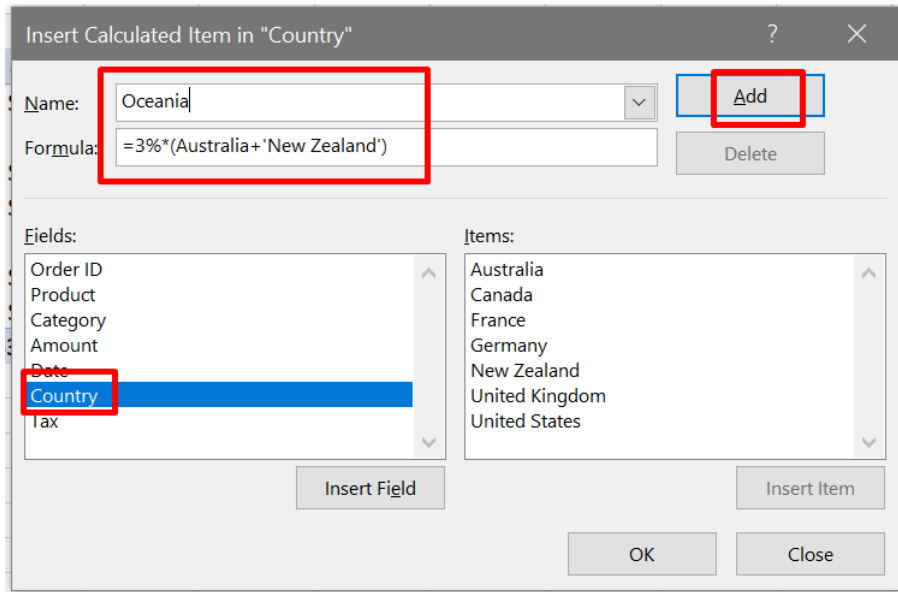 Insert Calculated Item in "Country"
?
Name: Oceania
Add
Formula: =3%*(Australia+'New Zealand')
Delete
Fields:
Order ID
Product
Category
Amount
Date
Country
Tax
Insert Field
Items:
Australia
Canada
France
Germany
New Zealand
United Kingdom
United States
Insert Item
OK
Close